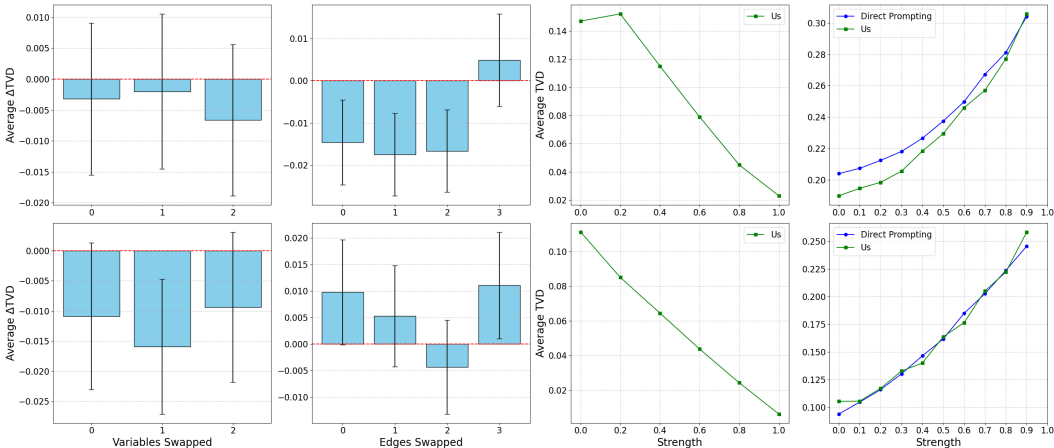 Average ΔTVD
0.010
0.005
0.000
−0.005
−0.010
−0.015
−0.020
0 1 2
0.01
0.00
−0.01
−0.02
0 1 2 3
Average TVD
0.14
0.12
0.10
0.08
0.06
0.04
0.02
0.0 0.2 0.4 0.6 0.8 1.0
Us
0.30
0.28
0.26
0.24
0.22
0.20
0.0 0.1 0.2 0.3 0.4 0.5 0.6 0.7 0.8 0.9 1.0
Direct Prompting
Us
Average ΔTVD
0.000
−0.005
−0.010
−0.015
−0.020
−0.025
0 1 2
Variables Swapped
0.020
0.015
0.010
0.005
0.000
−0.005
−0.010
0 1 2 3
Edges Swapped
Average TVD
0.10
0.08
0.06
0.04
0.02
0.0 0.2 0.4 0.6 0.8 1.0
Strength
Us
0.250
0.225
0.200
0.175
0.150
0.125
0.100
0.0 0.1 0.2 0.3 0.4 0.5 0.6 0.7 0.8 0.9 1.0
Strength
Direct Prompting
Us